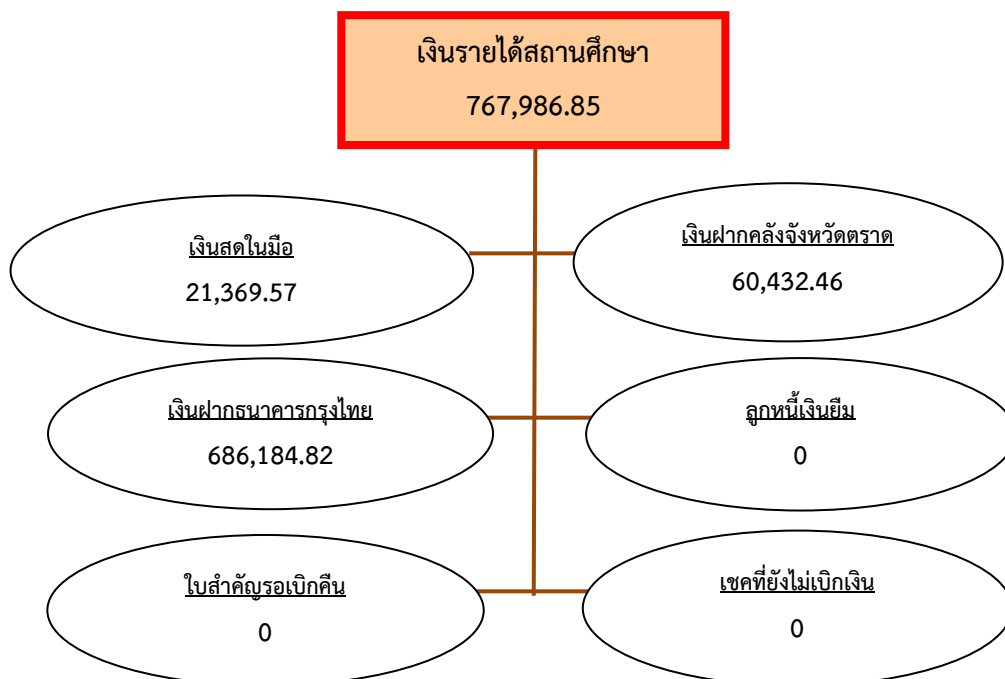 เงินรายได้สถานศึกษา
767,986.85
เงินสดในมือ
21,369.57
เงินฝากคลังจังหวัดตราด
60,432.46
เงินฝากธนาคารกรุงไทย
686,184.82
ลูกหนี้เงินยืม
0
ใบสำคัญรอเบิกคืน
0
เชคที่ยังไม่เบิกเงิน
0